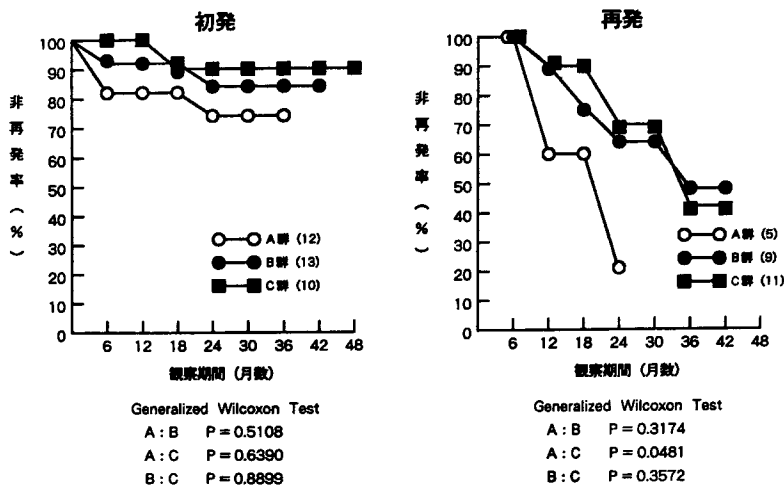 初発
100
90
80
70
60
50
40
30
20
10
0
非再発率(%)
A群 (12)
B群 (13)
C群 (10)
6 12 18 24 30 36 42 48
観察期間(月数)
Generalized Wilcoxon Test
A : B P = 0.5108
A : C P = 0.6390
B : C P = 0.8899
再発
100
90
80
70
60
50
40
30
20
10
0
非再発率(%)
A群 (5)
B群 (9)
C群 (11)
6 12 18 24 30 36 42 48
観察期間(月数)
Generalized Wilcoxon Test
A : B P = 0.3174
A : C P = 0.0481
B : C P = 0.3572